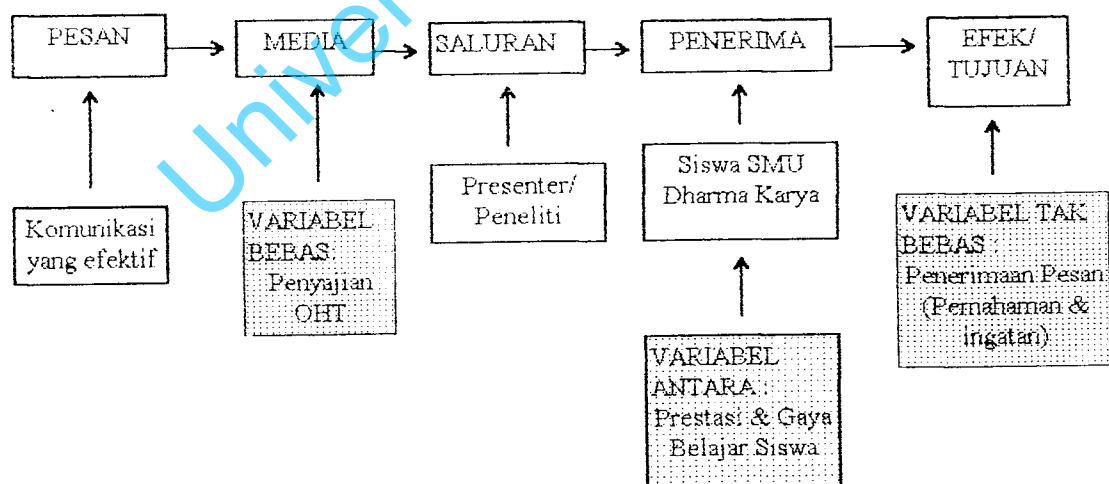 PESAN
MEDIA
SALURAN
PENERIMA
EFEK/
TUJUAN
Komunikasi
yang efektif
VARIABEL
BEBAS:
Penyajian
OHT
Presenter/
Peneliti
Siswa SMU
Dharma Karya
VARIABEL
ANTARA :
Prestasi & Gaya
Belajar Siswa
VARIABEL TAK
BEBAS :
Penerimaan Pesan
(Pemahaman &
ingatan)
Univer